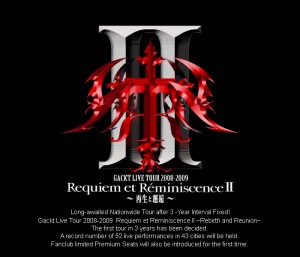 GACKT LIVE TOUR 2008-2009
Requiem et Réminiscence II
～再生と邂逅～
Long-awaited Nationwide Tour after 3 -Year Interval Fixed!
Gackt Live Tour 2008-2009 Requiem et Reminiscence II ~Rebirth and Reunion~
The first tour in 3 years has been decided.
A record number of 52 live performances in 43 cities will be held.
Fanclub limited Premium Seats will also be introduced for the first time.